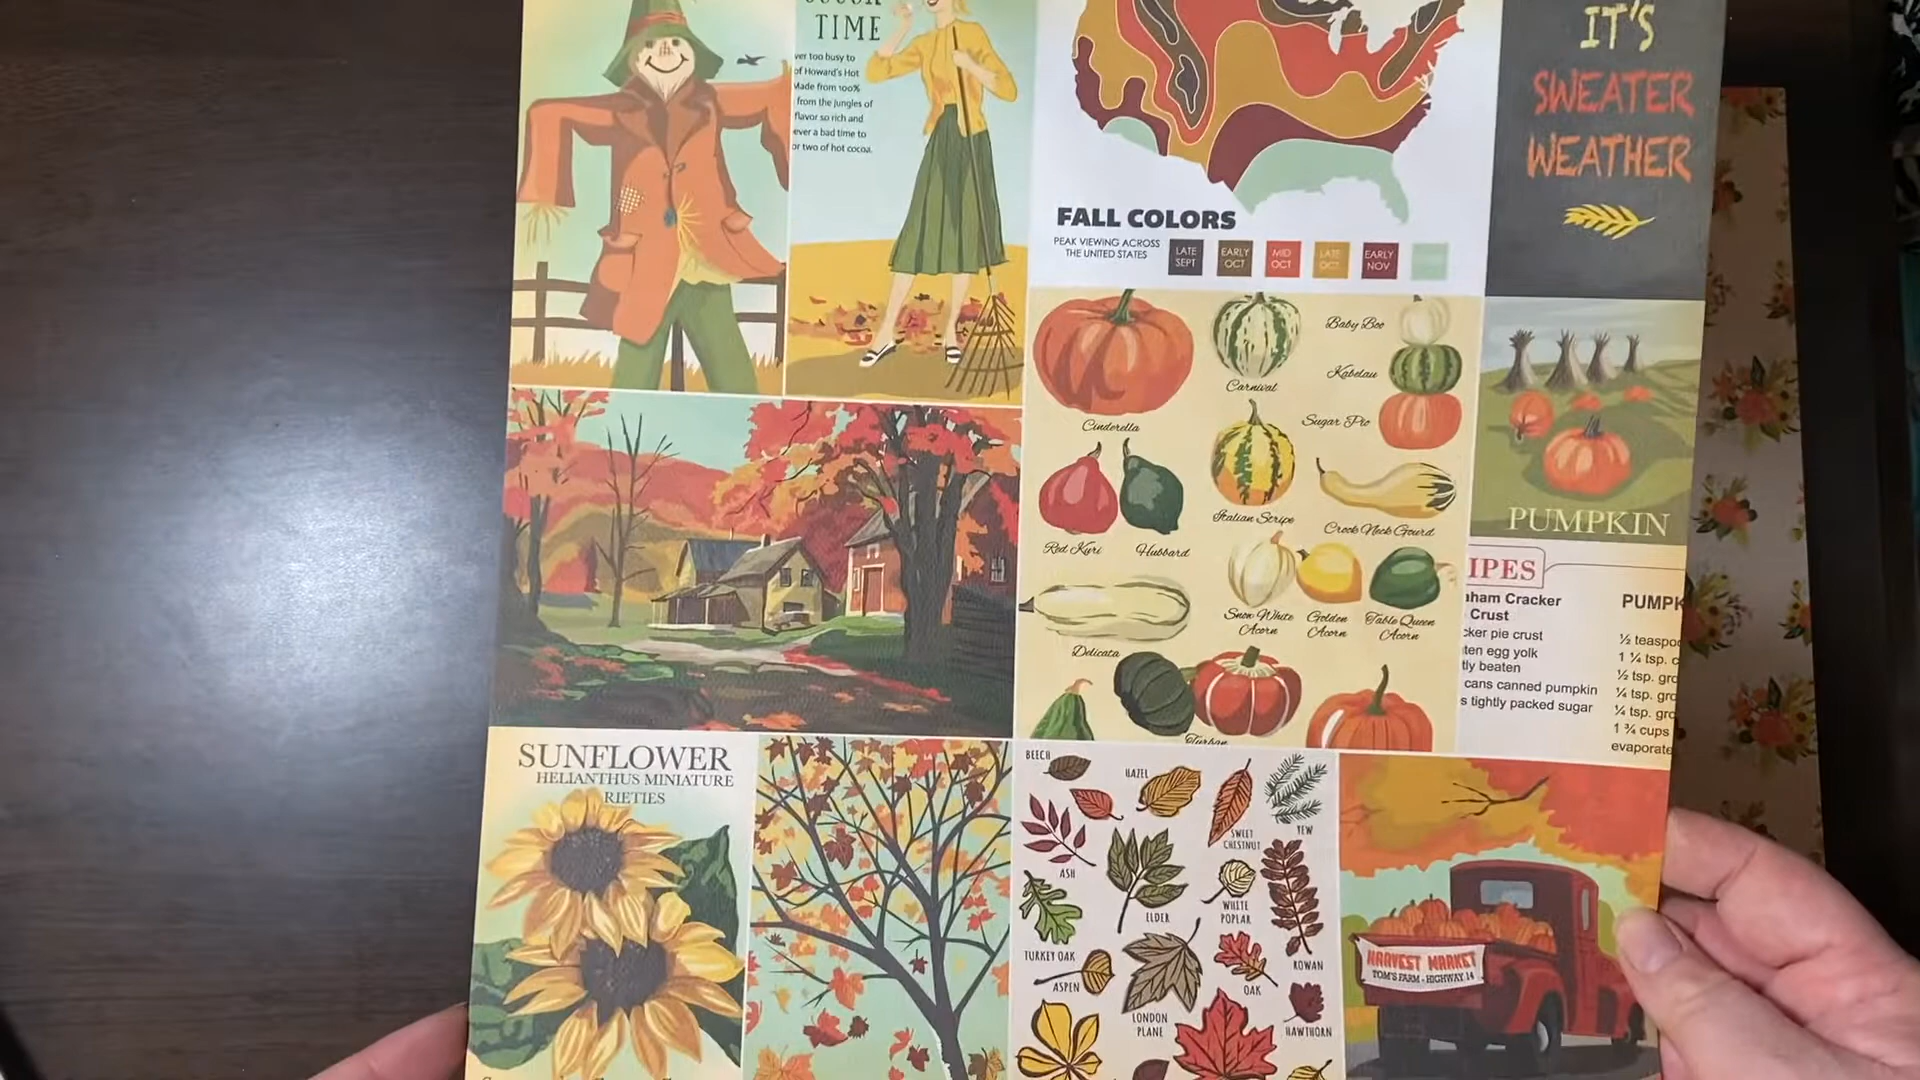 TIME
ver too busy to
of Howard's Hot
Made from 100%
from the jungles of
flavor so rich and
ever a bad time to
or two of hot cocoa.
FALL COLORS
PEAK VIEWING ACROSS
THE UNITED STATES
LATE
SEPT
EARLY
OCT
MID
OCT
LATE
OCT
EARLY
NOV
IT'S
SWEATER
WEATHER
Cinderella
Carnival
Baby Boo
Kabelau
Sugar Pie
Red Kuri
Hubbard
Italian Stripe
Crook Neck Gourd
Snow White
Acorn
Golden
Acorn
Table Queen
Acorn
Delicata
Turban
PUMPKIN
IPES
aham Cracker
Crust
cker pie crust
ten egg yolk
tly beaten
cans canned pumpkin
s tightly packed sugar
PUMPK
½ teaspoo
1 ¼ tsp. c
½ tsp. gro
¼ tsp. gro
¼ tsp. gro
1 ¾ cups
evaporate
SUNFLOWER
HELIANTHUS MINIATURE
RIETIES
BEECH
HAZEL
SWEET
CHESTNUT
YEW
ASH
ELDER
WHITE
POPLAR
TURKEY OAK
ASPEN
LONDON
PLANE
OAK
ROWAN
HAWTHORN
HARVEST MARKET
TOM'S FARM - HIGHWAY 14